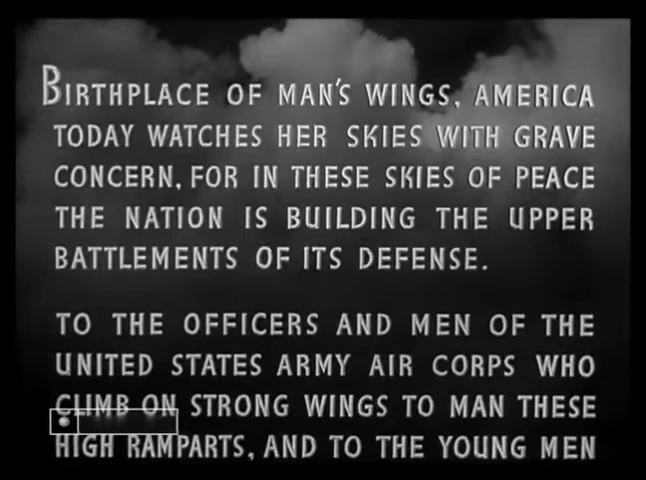 BIRTHPLACE OF MAN'S WINGS, AMERICA
TODAY WATCHES HER SKIES WITH GRAVE
CONCERN, FOR IN THESE SKIES OF PEACE
THE NATION IS BUILDING THE UPPER
BATTLEMENTS OF ITS DEFENSE.
TO THE OFFICERS AND MEN OF THE
UNITED STATES ARMY AIR CORPS WHO
CLIMB ON STRONG WINGS TO MAN THESE
HIGH RAMPARTS, AND TO THE YOUNG MEN